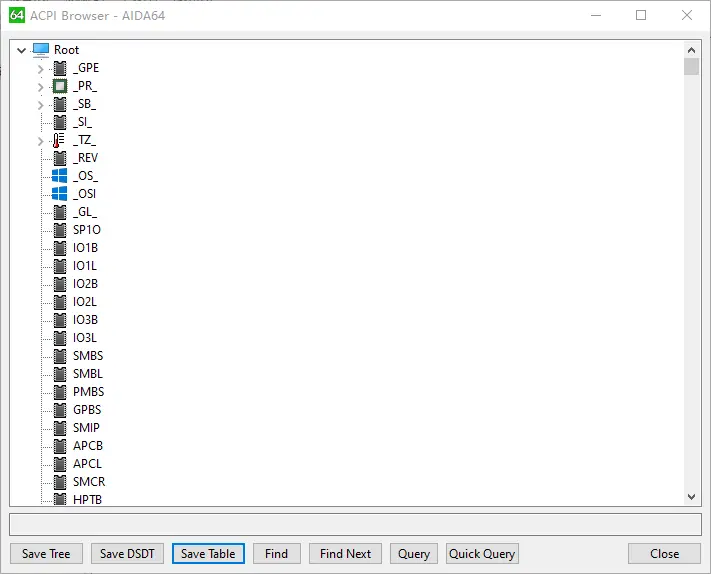 64 ACPI Browser - AIDA64
Root
_GPE
_PR_
_SB_
_SI_
_TZ_
_REV
_OS_
_OSI
_GL_
SP1O
IO1B
IO1L
IO2B
IO2L
IO3B
IO3L
SMBS
SMBL
PMBS
GPBS
SMIP
APCB
APCL
SMCR
HPTB
Save Tree Save DSDT Save Table Find Find Next Query Quick Query Close